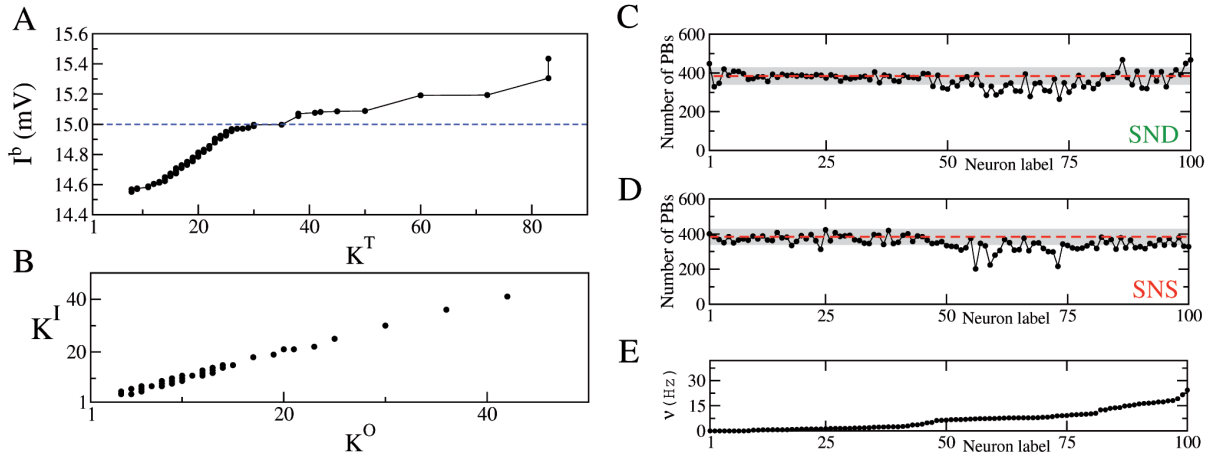 A
I^b (mV)
15.6
15.4
15.2
15.0
14.8
14.6
14.4
1
20
40
60
80
K^T
B
K^I
40
20
1
1
20
40
K^O
C
Number of PBs
600
400
200
0
SND
1
25
50
75
100
Neuron label
D
Number of PBs
600
400
200
0
SNS
1
25
50
75
100
Neuron label
E
ν (Hz)
30
15
0
1
25
50
75
100
Neuron label